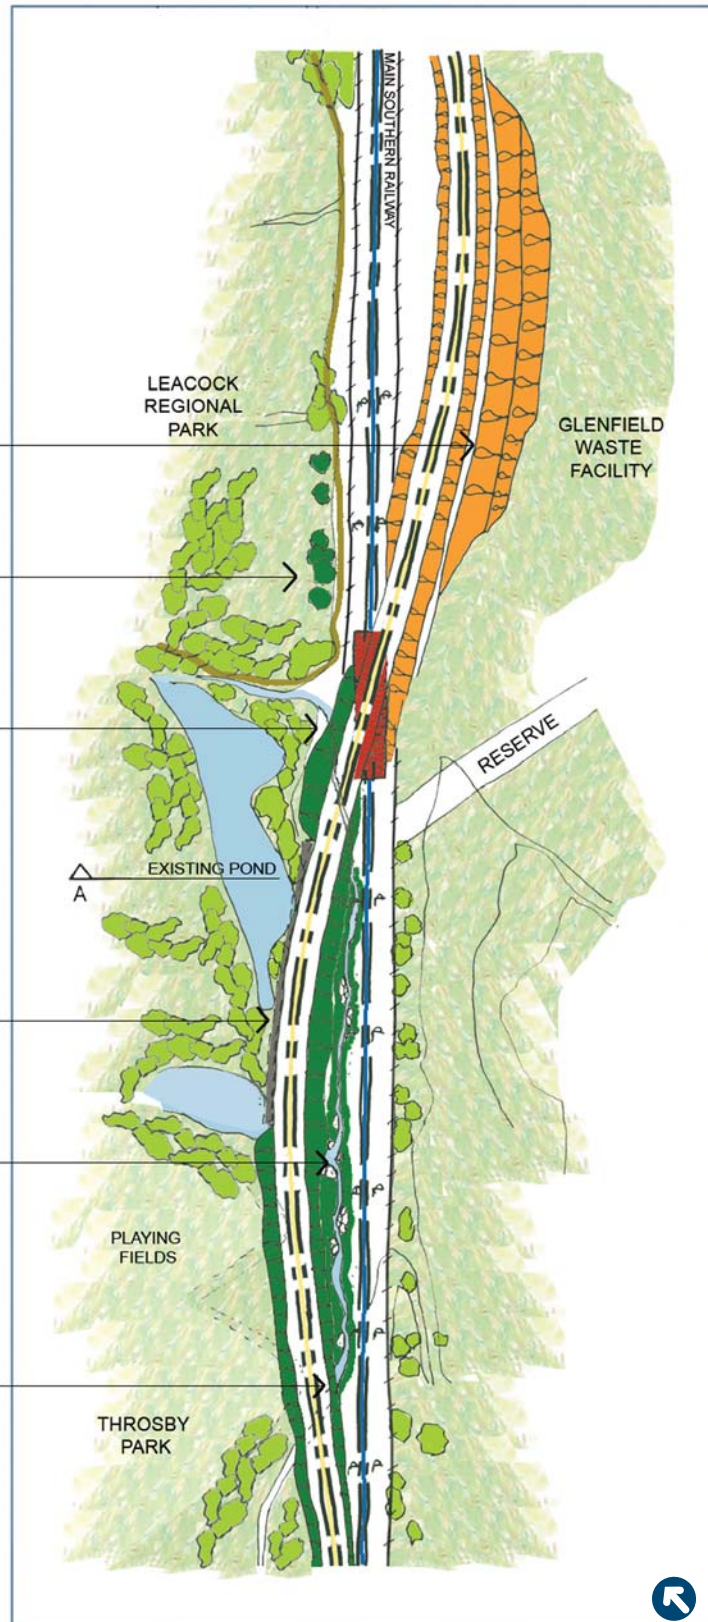 MAIN SOUTHERN RAILWAY
LEACOCK
REGIONAL
PARK
GLENFIELD
WASTE
FACILITY
RESERVE
EXISTING POND
A
PLAYING
FIELDS
THROSBY
PARK